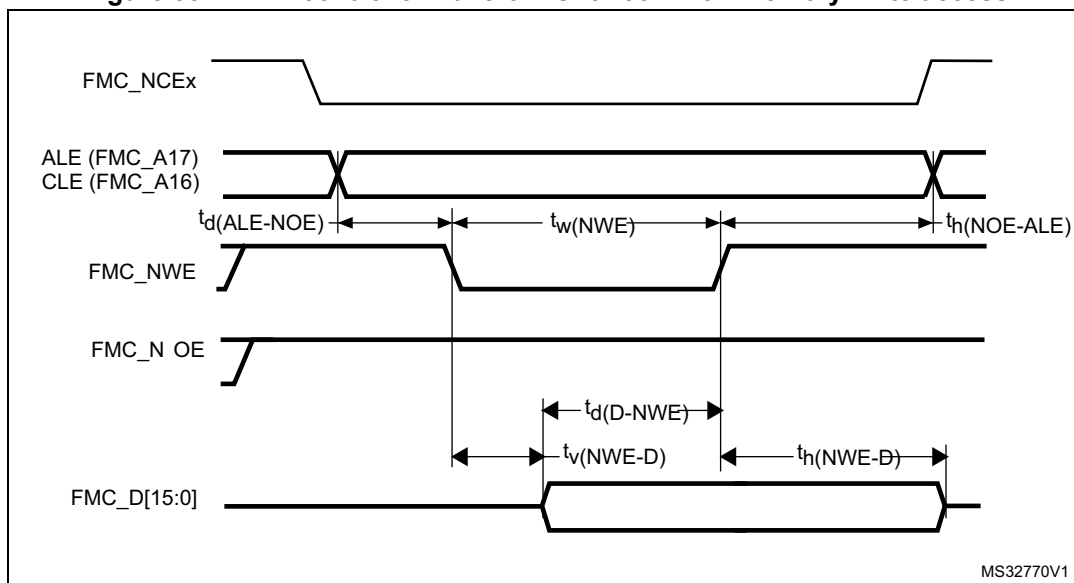 FMC_NCEx
ALE (FMC_A17)
CLE (FMC_A16)
td(ALE-NOE)
tw(NWE)
th(NOE-ALE)
FMC_NWE
FMC_N OE
td(D-NWE)
tv(NWE-D)
th(NWE-D)
FMC_D[15:0]
MS32770V1